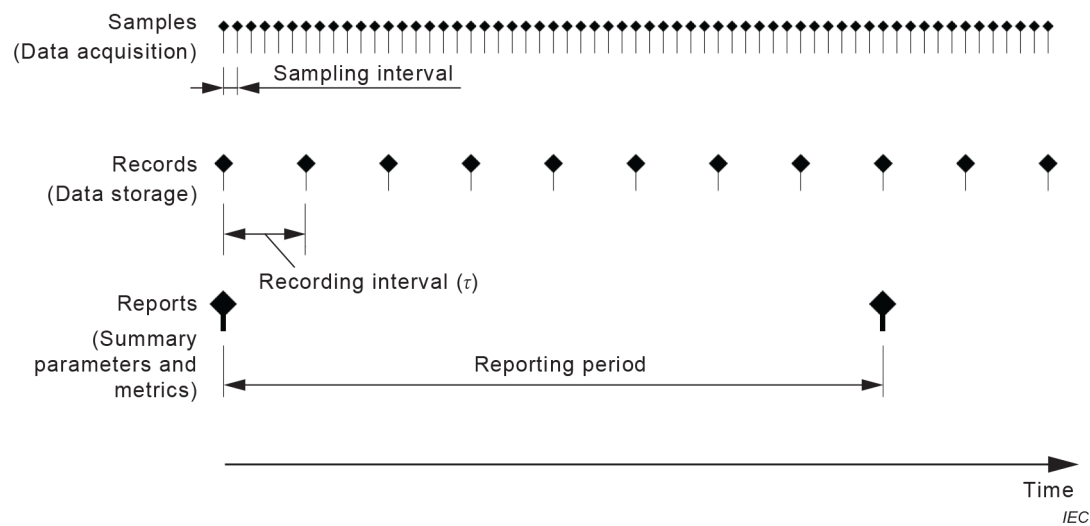 Samples
(Data acquisition)
Sampling interval
Records
(Data storage)
Recording interval (τ)
Reports
(Summary
parameters and
metrics)
Reporting period
Time
IEC